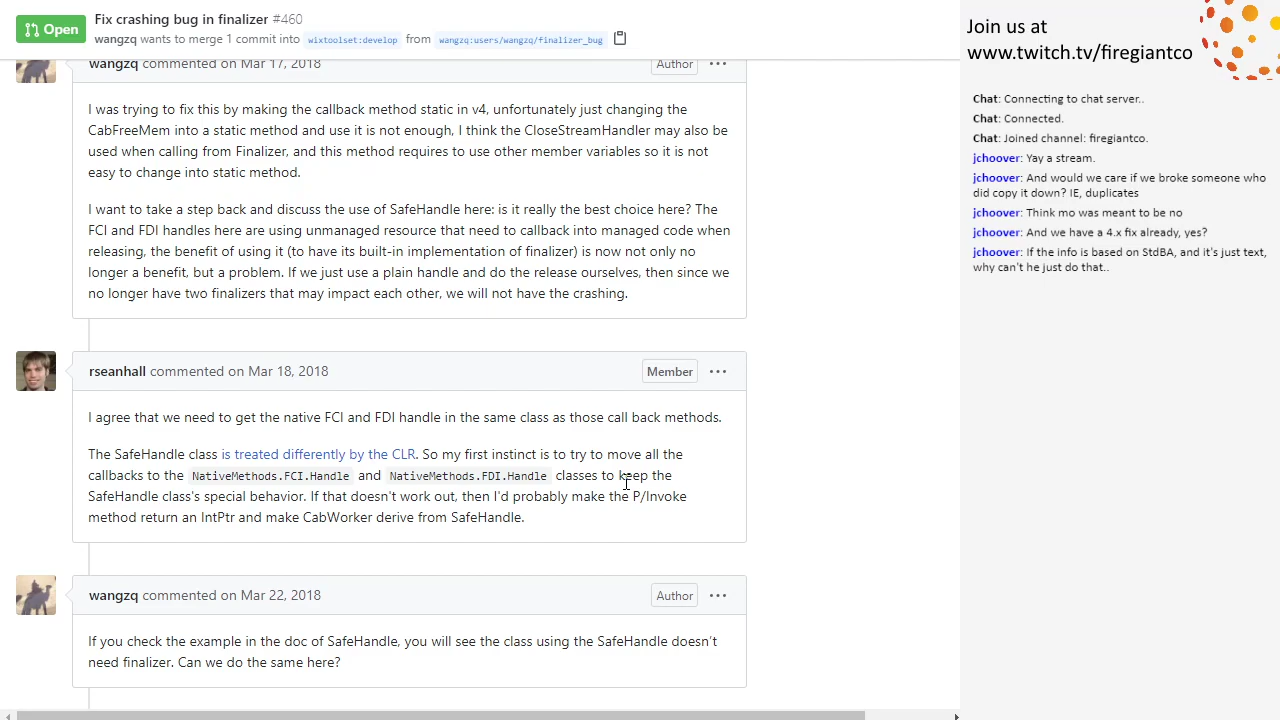 Open
Fix crashing bug in finalizer #460
wangzq wants to merge 1 commit into wixtoolset:develop from wangzq:users/wangzq/finalizer_bug
wangzq commented on Mar 17, 2018
Author
I was trying to fix this by making the callback method static in v4, unfortunately just changing the
CabFreeMem into a static method and use it is not enough, I think the CloseStreamHandler may also be
used when calling from Finalizer, and this method requires to use other member variables so it is not
easy to change into static method.
I want to take a step back and discuss the use of SafeHandle here: is it really the best choice here? The
FCI and FDI handles here are using unmanaged resource that need to callback into managed code when
releasing, the benefit of using it (to have its built-in implementation of finalizer) is now not only no
longer a benefit, but a problem. If we just use a plain handle and do the release ourselves, then since we
no longer have two finalizers that may impact each other, we will not have the crashing.
rseanhall commented on Mar 18, 2018
Member
I agree that we need to get the native FCI and FDI handle in the same class as those call back methods.
The SafeHandle class is treated differently by the CLR. So my first instinct is to try to move all the
callbacks to the NativeMethods.FCI.Handle and NativeMethods.FDI.Handle classes to keep the
SafeHandle class's special behavior. If that doesn't work out, then I'd probably make the P/Invoke
method return an IntPtr and make CabWorker derive from SafeHandle.
wangzq commented on Mar 22, 2018
Author
If you check the example in the doc of SafeHandle, you will see the class using the SafeHandle doesn't
need finalizer. Can we do the same here?
Join us at
www.twitch.tv/firegiantco
Chat: Connecting to chat server..
Chat: Connected.
Chat: Joined channel: firegiantco.
jchoover: Yay a stream.
jchoover: And would we care if we broke someone who
did copy it down? IE, duplicates
jchoover: Think mo was meant to be no
jchoover: And we have a 4.x fix already, yes?
jchoover: If the info is based on StdBA, and it's just text,
why can't he just do that..